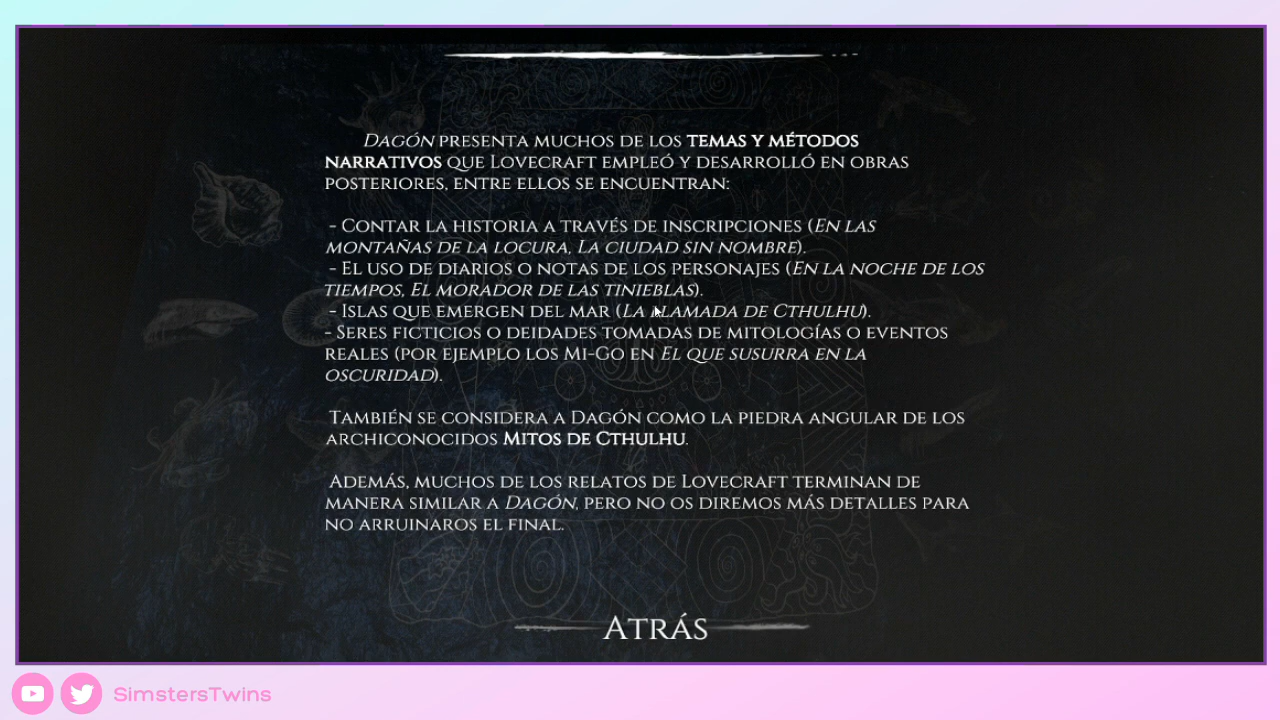 Dagón presenta muchos de los temas y métodos
narrativos que Lovecraft empleó y desarrolló en obras
posteriores, entre ellos se encuentran:
- Contar la historia a través de inscripciones (En las
montañas de la locura, La ciudad sin nombre).
- El uso de diarios o notas de los personajes (En la noche de los
tiempos, El morador de las tinieblas).
- Islas que emergen del mar (La llamada de Cthulhu).
- Seres ficticios o deidades tomadas de mitologías o eventos
reales (por ejemplo los Mi-Go en El que susurra en la
oscuridad).
También se considera a Dagón como la piedra angular de los
archiconocidos Mitos de Cthulhu.
Además, muchos de los relatos de Lovecraft terminan de
manera similar a Dagón, pero no os diremos más detalles para
no arruinaros el final.
Atrás
SimstersTwins